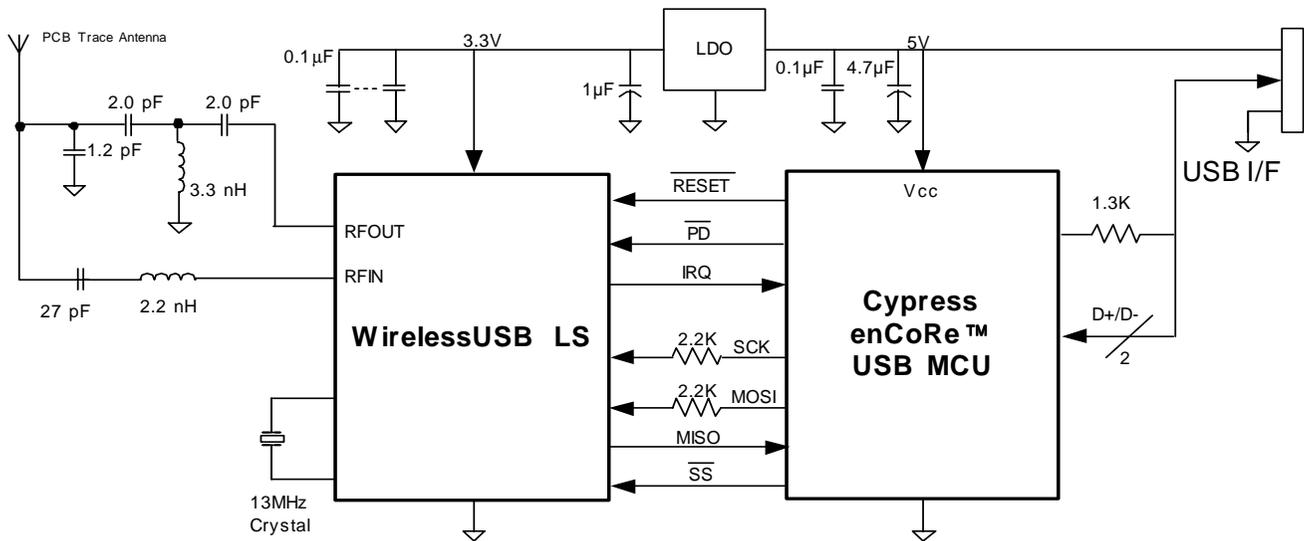 PCB Trace Antenna
0.1µF
3.3V
LDO
5V
1µF
0.1µF
4.7µF
2.0 pF
2.0 pF
1.2 pF
3.3 nH
27 pF
2.2 nH
RFOUT
RFIN
WirelessUSB LS
13MHz
Crystal
RESET
PD
IRQ
2.2K
SCK
2.2K
MOSI
MISO
SS
Vcc
Cypress
enCoRe™
USB MCU
1.3K
D+/D-
2
USB I/F